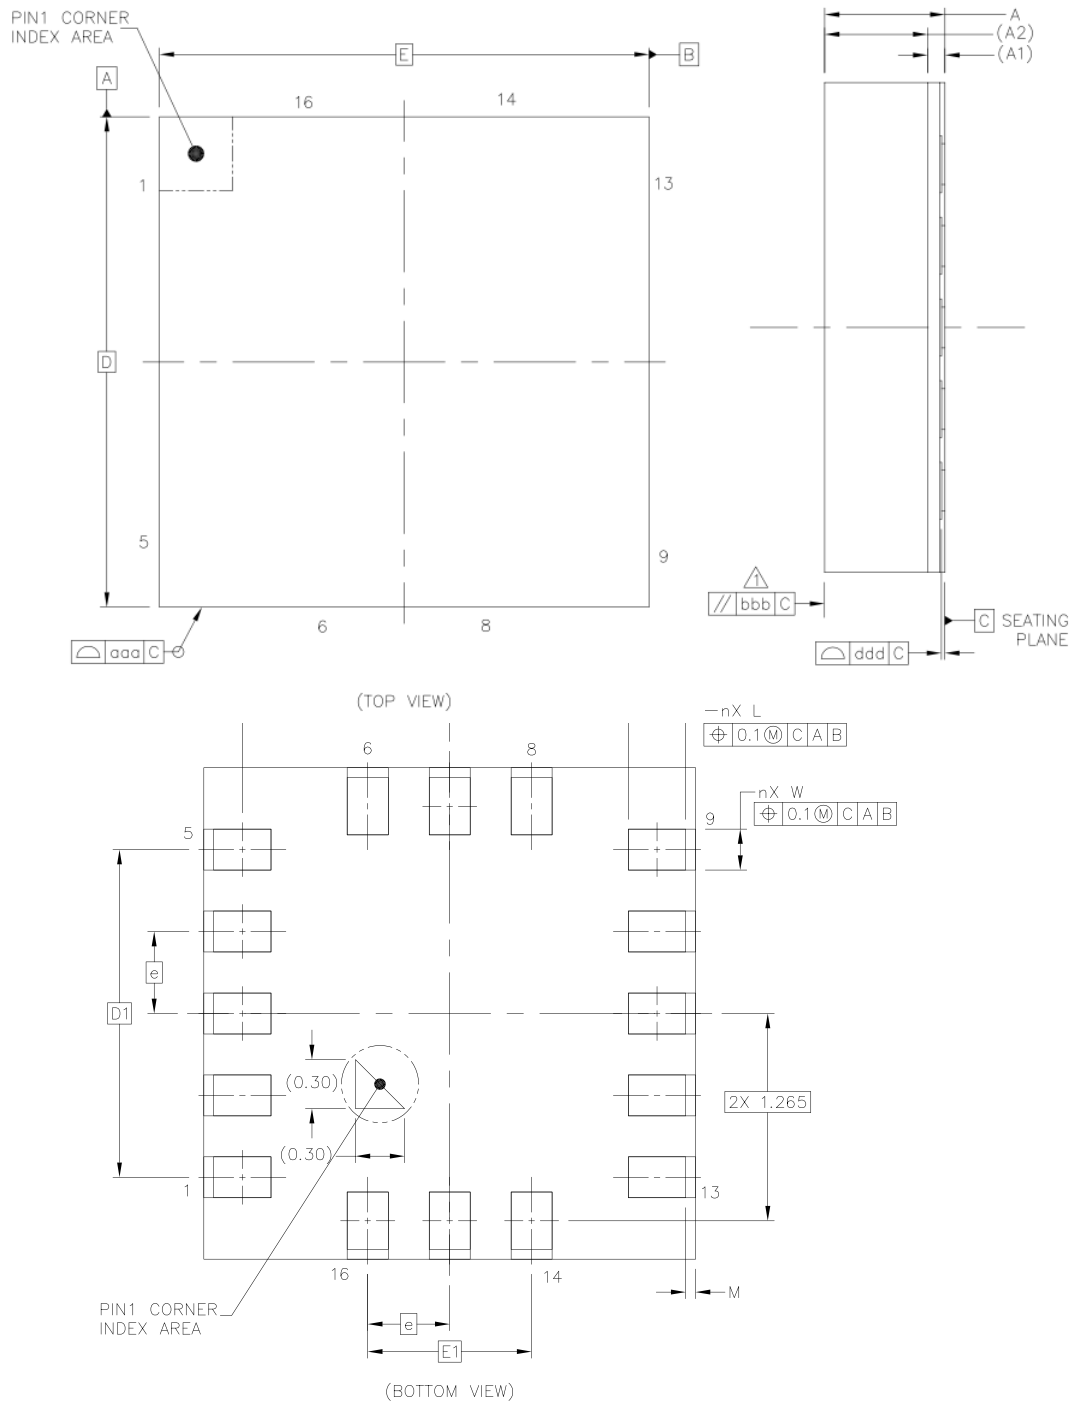 PIN1 CORNER
INDEX AREA
E
B
A
16
14
1
13
D
5
9
6
8
⌓ aaa C
(TOP VIEW)
A
(A2)
(A1)
1
// bbb C
C SEATING
PLANE
⌓ ddd C
nX L
⌖ 0.1 Ⓜ C A B
nX W
⌖ 0.1 Ⓜ C A B
6
8
5
9
e
D1
(0.30)
(0.30)
2X 1.265
1
13
16
14
M
PIN1 CORNER
INDEX AREA
e
E1
(BOTTOM VIEW)